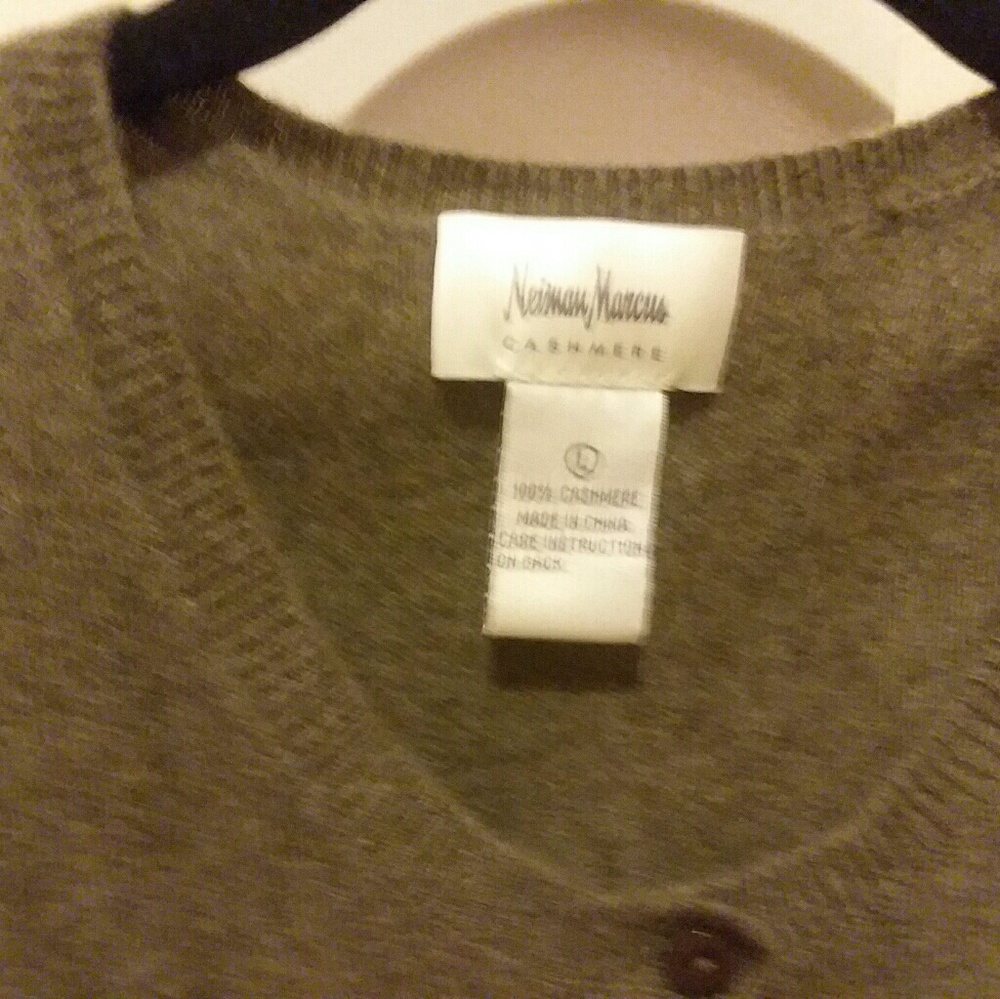 Neiman Marcus
CASHMERE
L
100% CASHMERE
MADE IN CHINA
CARE INSTRUCTION
ON BACK